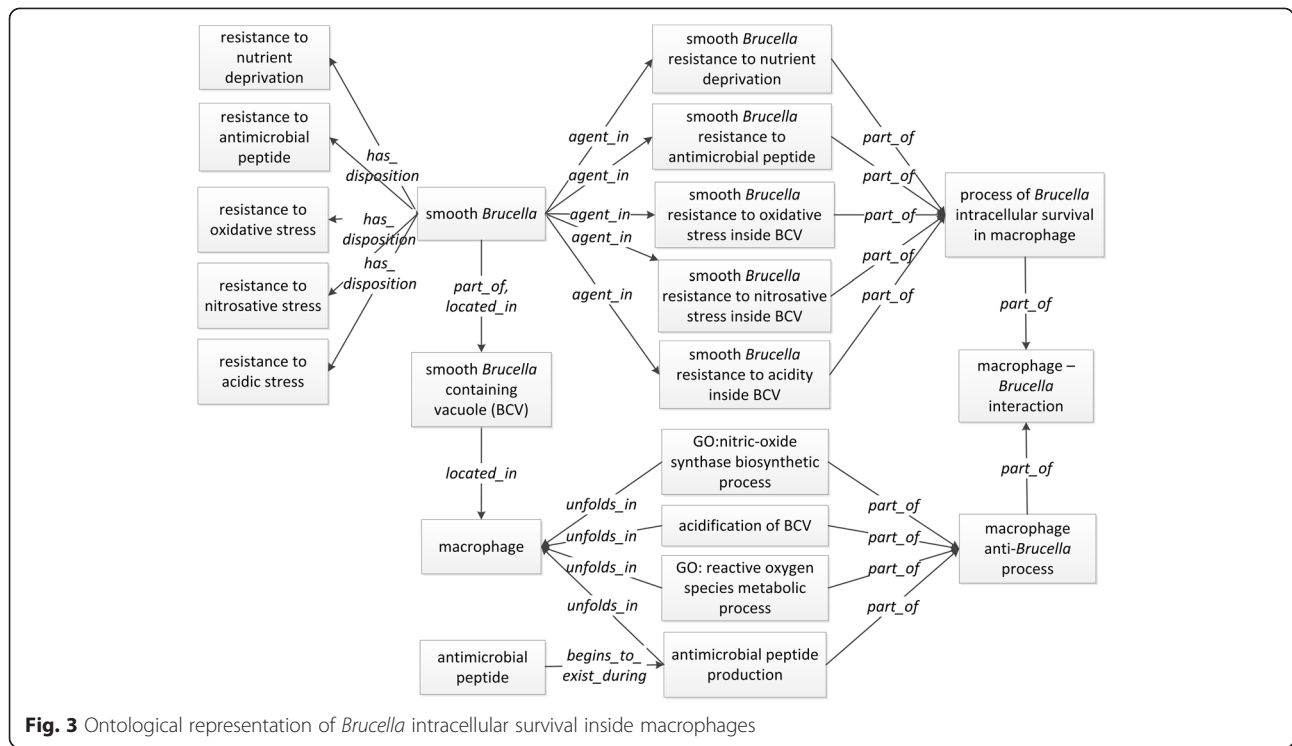 resistance to
nutrient
deprivation
resistance to
antimicrobial
peptide
resistance to
oxidative stress
resistance to
nitrosative stress
resistance to
acidic stress
has_
disposition
has_
disposition
has_
disposition
smooth Brucella
part_of,
located_in
smooth Brucella
containing
vacuole (BCV)
located_in
macrophage
agent_in
agent_in
agent_in
agent_in
agent_in
smooth Brucella
resistance to nutrient
deprivation
smooth Brucella
resistance to
antimicrobial peptide
smooth Brucella
resistance to oxidative
stress inside BCV
smooth Brucella
resistance to nitrosative
stress inside BCV
smooth Brucella
resistance to acidity
inside BCV
part_of
part_of
part_of
part_of
part_of
process of Brucella
intracellular survival
in macrophage
part_of
macrophage –
Brucella
interaction
part_of
macrophage
anti-Brucella
process
GO:nitric-oxide
synthase biosynthetic
process
acidification of BCV
GO: reactive oxygen
species metabolic
process
antimicrobial peptide
production
unfolds_in
unfolds_in
unfolds_in
unfolds_in
part_of
part_of
part_of
part_of
antimicrobial
peptide
begins_to_
exist_during
Fig. 3 Ontological representation of Brucella intracellular survival inside macrophages